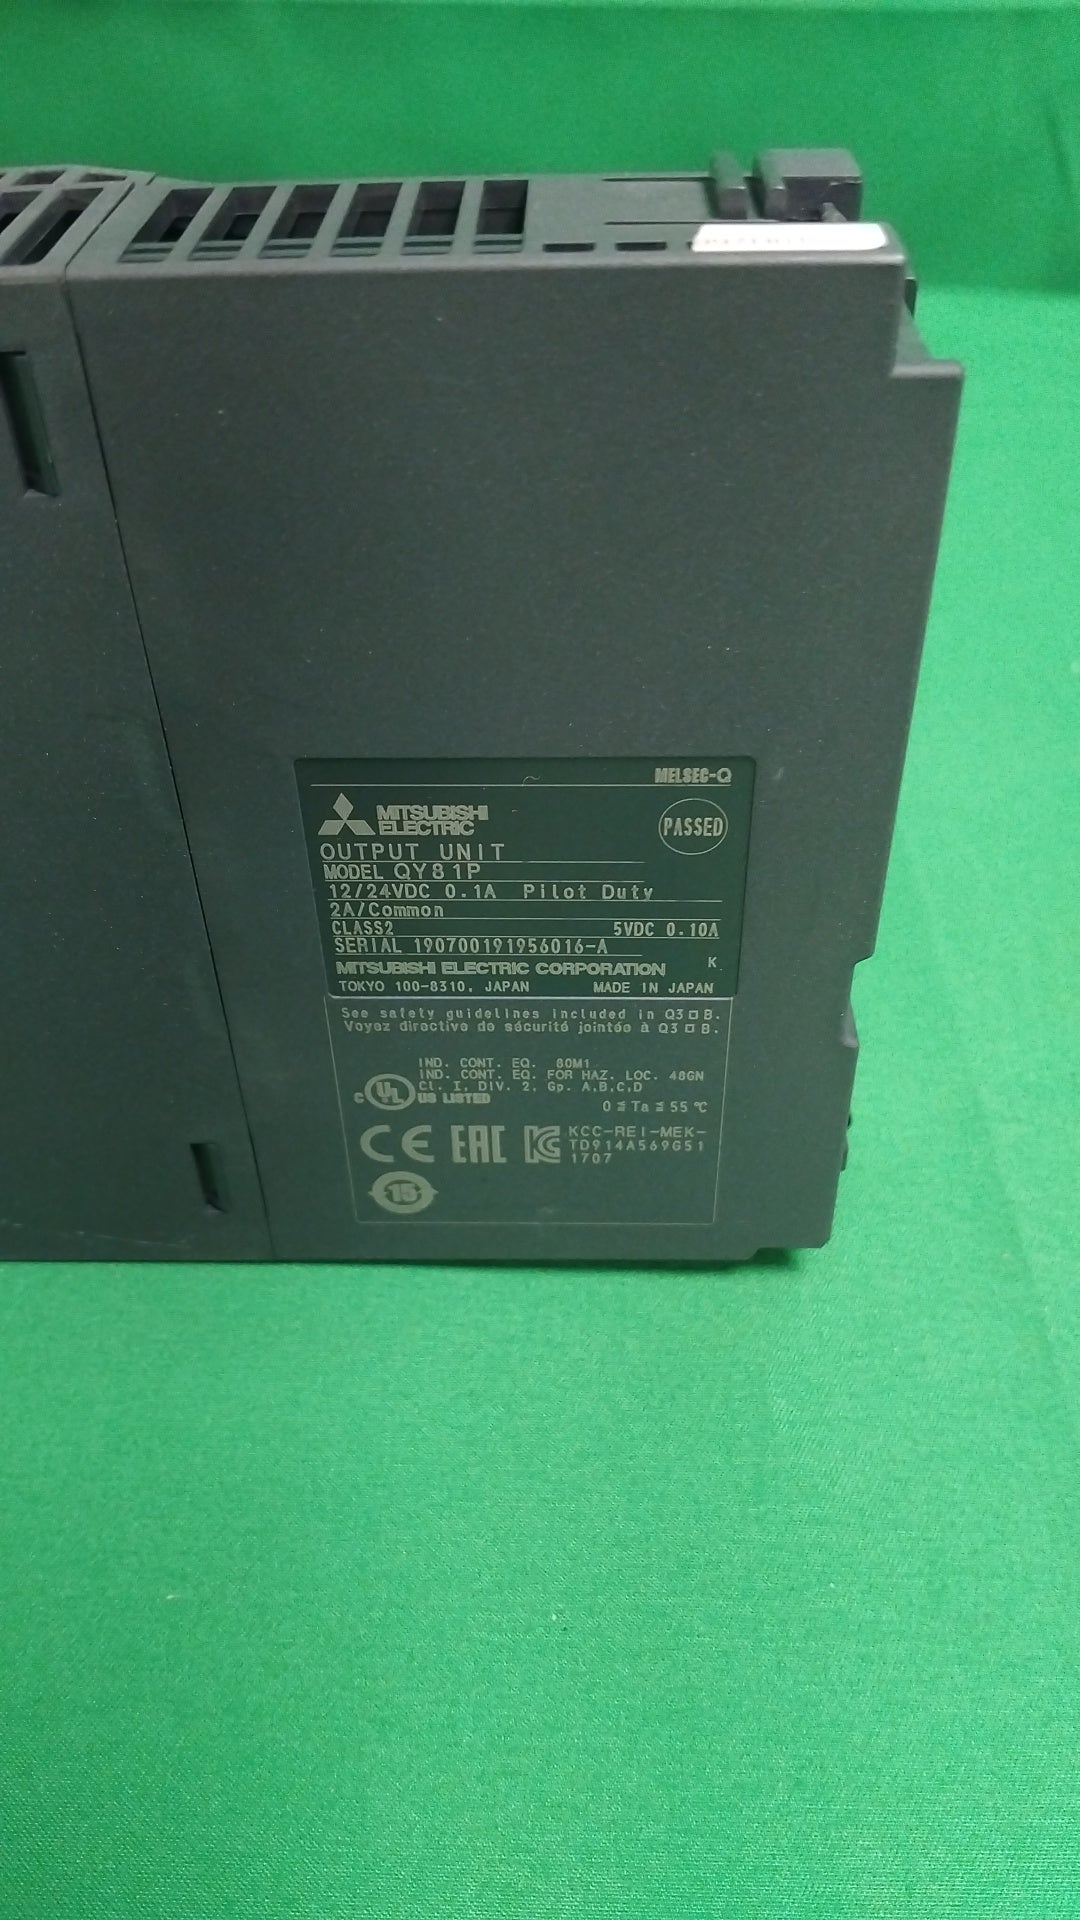 MELSEC-Q
MITSUBISHI
ELECTRIC
PASSED
OUTPUT UNIT
MODEL QY81P
12/24VDC 0.1A Pilot Duty
2A/Common
CLASS2 5VDC 0.10A
SERIAL 190700191956016-A
K
MITSUBISHI ELECTRIC CORPORATION
TOKYO 100-8310, JAPAN MADE IN JAPAN
See safety guidelines included in Q3□B.
Voyez directive de sécurité jointée à Q3□B.
IND. CONT. EQ. 80M1
IND. CONT. EQ. FOR HAZ. LOC. 48GN
Cl. I, DIV. 2, Gp. A,B,C,D
C UL US LISTED
0≦Ta≦55℃
CE EAC KC KCC-REI-MEK-
TD914A569G51
1707
15